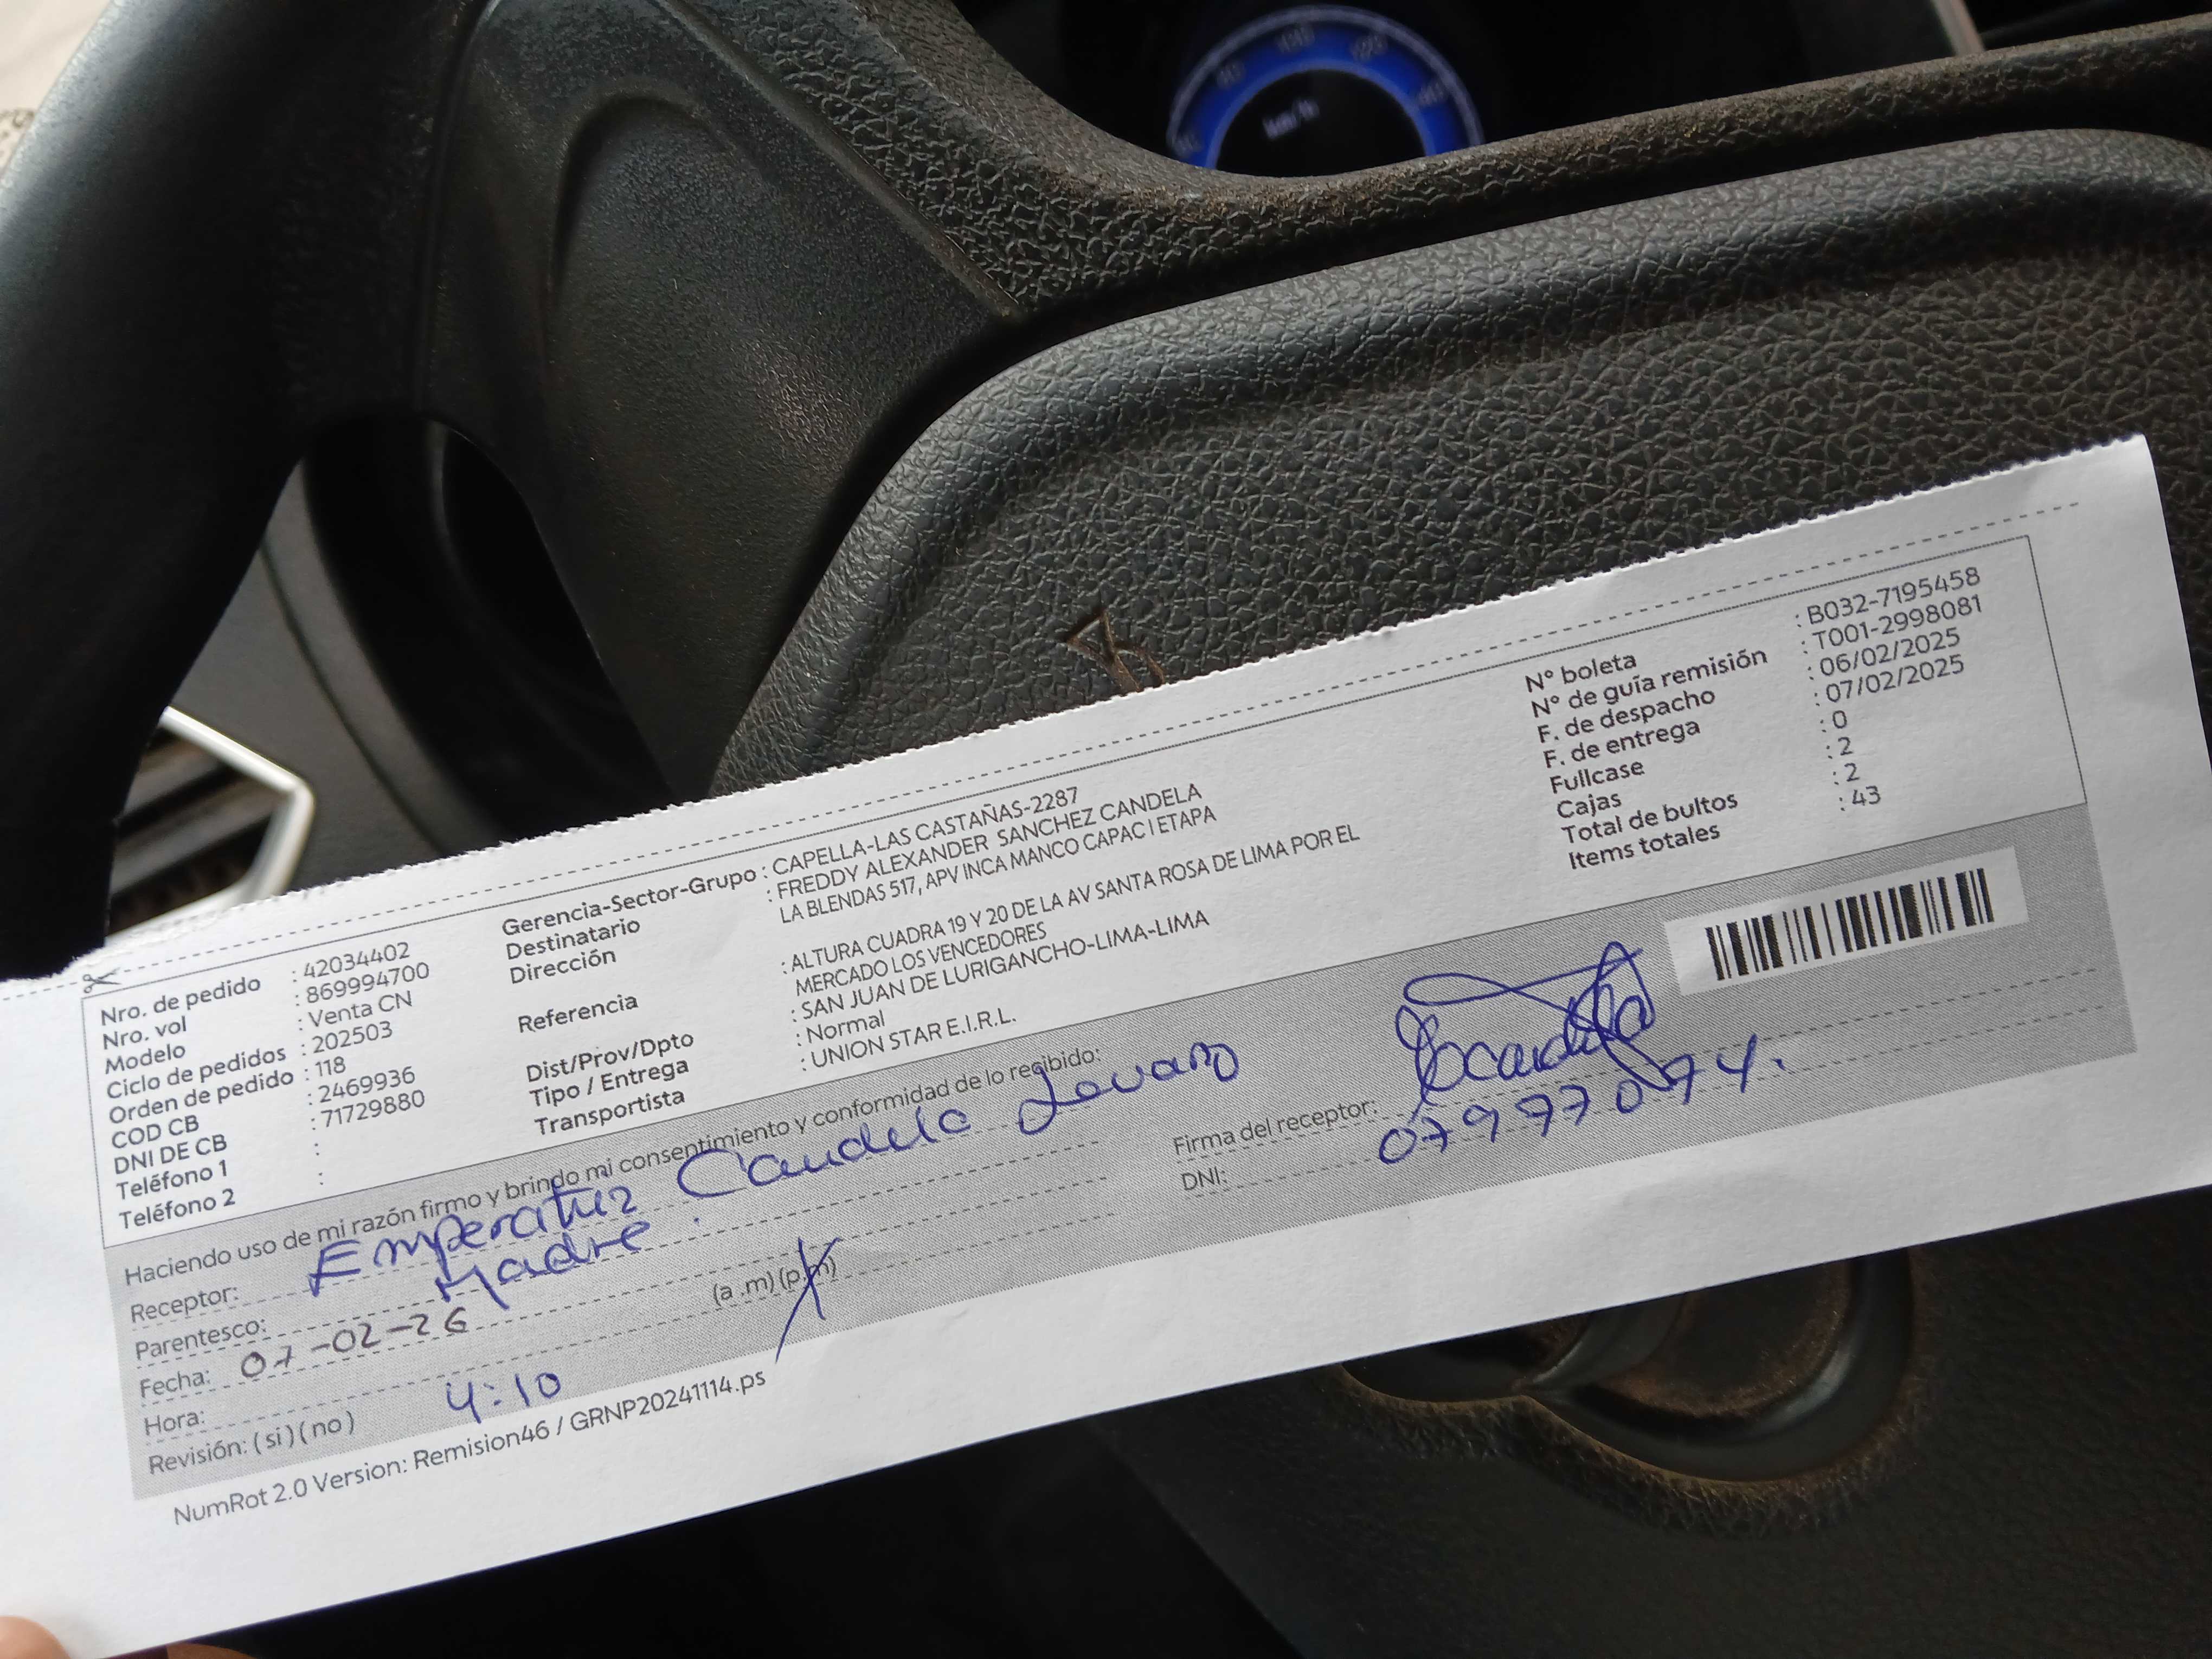 Nro. de pedido : 42034402
Nro. vol : 869994700
Modelo : Venta CN
Ciclo de pedidos : 202503
Orden de pedido : 118
COD CB : 2469936
DNI DE CB : 71729880
Teléfono 1 :
Teléfono 2 :
Gerencia-Sector-Grupo : CAPELLA-LAS CASTAÑAS-2287
Destinatario : FREDDY ALEXANDER SANCHEZ CANDELA
Dirección LA BLENDAS 517, APV INCA MANCO CAPAC I ETAPA
Referencia : ALTURA CUADRA 19 Y 20 DE LA AV SANTA ROSA DE LIMA POR EL
MERCADO LOS VENCEDORES
Dist/Prov/Dpto : SAN JUAN DE LURIGANCHO-LIMA-LIMA
Tipo / Entrega : Normal
Transportista : UNION STAR E.I.R.L.
N° boleta : B032-7195458
N° de guía remisión : T001-2998081
F. de despacho : 06/02/2025
F. de entrega : 07/02/2025
Fullcase : 0
Cajas : 2
Total de bultos : 2
Items totales : 43
Haciendo uso de mi razón firmo y brindo mi consentimiento y conformidad de lo recibido:
Receptor: Emperatriz Candela
Parentesco: Madre.
Fecha: 07-02-26
Hora: 4:10 (a .m) (p.m)
Revisión: ( si ) ( no )
Firma del receptor:
DNI: 07977074.
NumRot 2.0 Version: Remision46 / GRNP20241114.ps
km/h